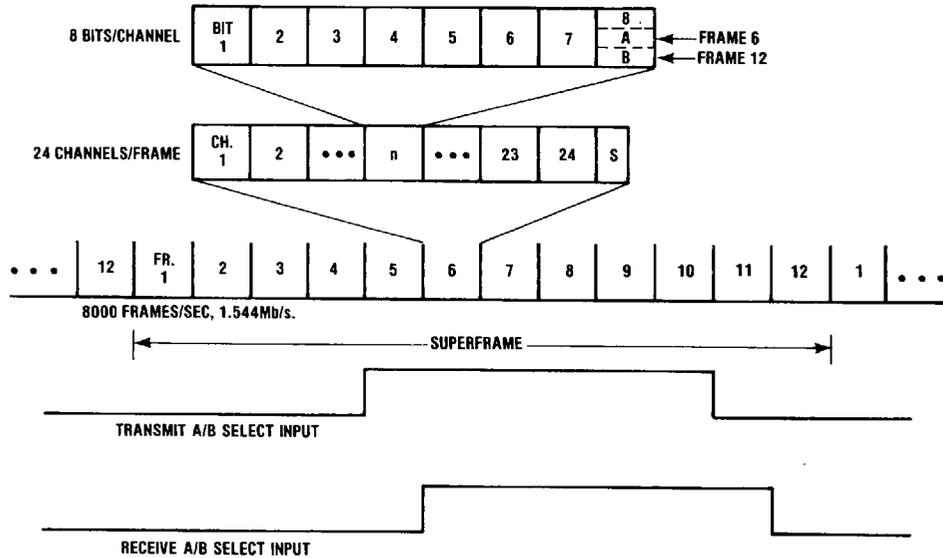 8 BITS/CHANNEL BIT 1 2 3 4 5 6 7 8 A B FRAME 6 FRAME 12
24 CHANNELS/FRAME CH. 1 2 ••• n ••• 23 24 S
••• 12 FR. 1 2 3 4 5 6 7 8 9 10 11 12 1 •••
8000 FRAMES/SEC, 1.544Mb/s.
SUPERFRAME
TRANSMIT A/B SELECT INPUT
RECEIVE A/B SELECT INPUT